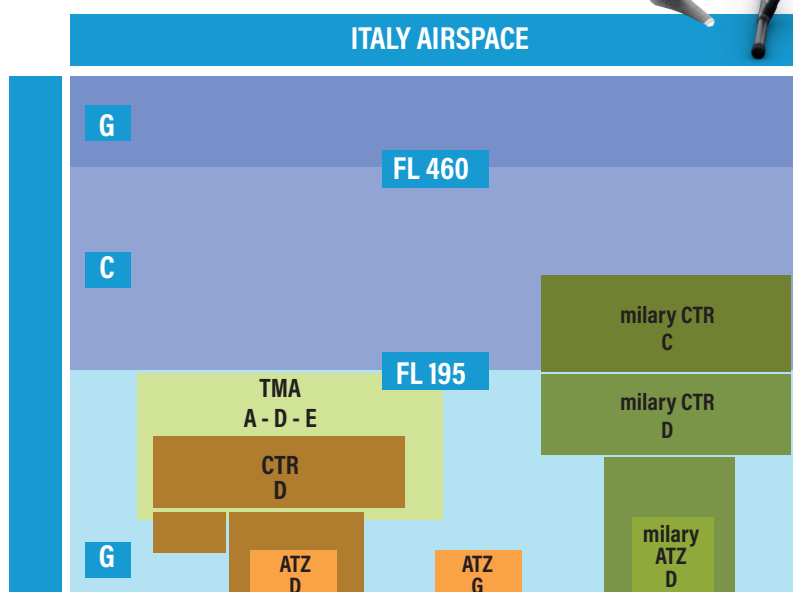 ITALY AIRSPACE
G
FL 460
C
milary CTR
C
FL 195
TMA
A - D - E
milary CTR
D
CTR
D
G
ATZ
D
ATZ
G
milary
ATZ
D